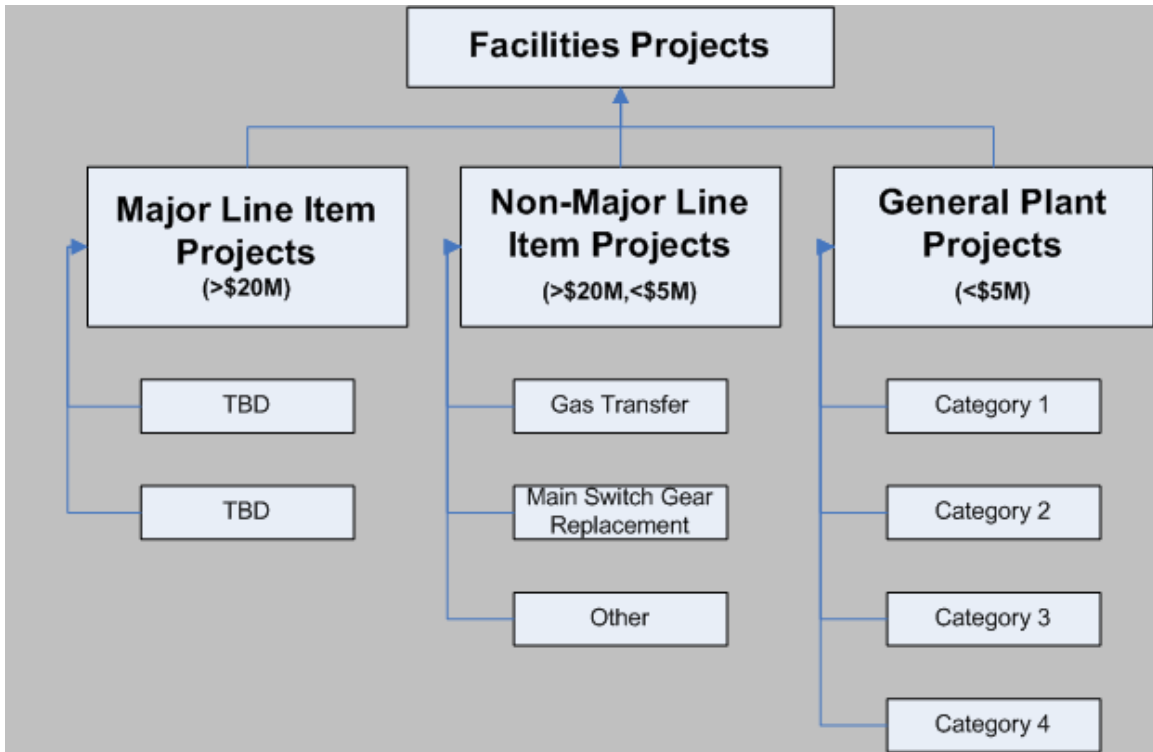 Facilities Projects
Major Line Item
Projects
(>$20M)
TBD
TBD
Non-Major Line
Item Projects
(>$20M,<$5M)
Gas Transfer
Main Switch Gear
Replacement
Other
General Plant
Projects
(<$5M)
Category 1
Category 2
Category 3
Category 4